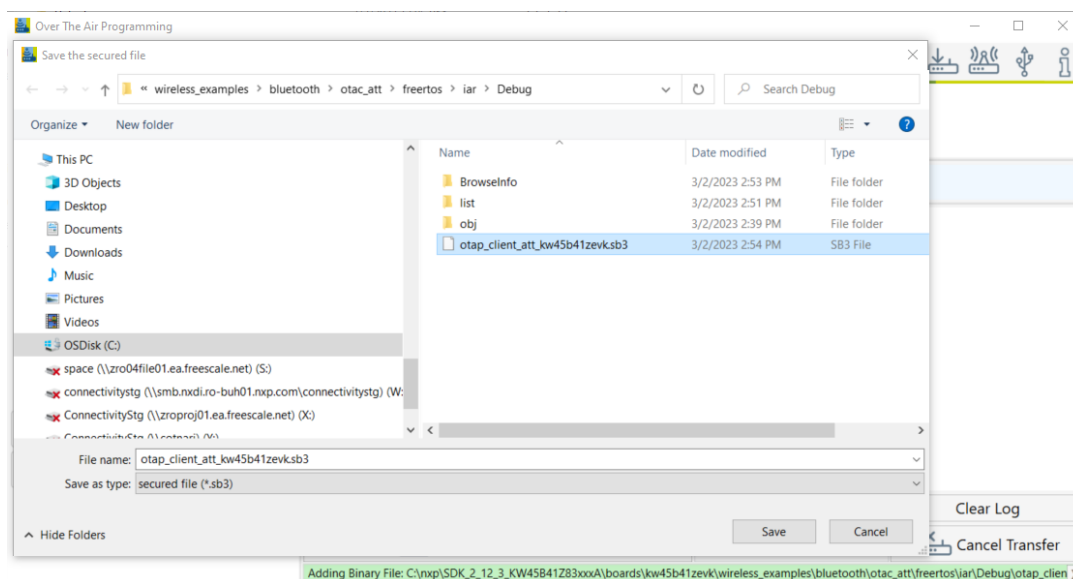 Over The Air Programming
Save the secured file
« wireless_examples > bluetooth > otac_att > freertos > iar > Debug
Search Debug
Organize
New folder
This PC
3D Objects
Desktop
Documents
Downloads
Music
Pictures
Videos
OSDisk (C:)
space (\\zro04file01.ea.freescale.net) (S:)
connectivitystg (\\smb.nxdi.ro-buh01.nxp.com\connectivitystg) (W:
ConnectivityStg (\\zroproj01.ea.freescale.net) (X:)
Name Date modified Type
BrowseInfo 3/2/2023 2:53 PM File folder
list 3/2/2023 2:51 PM File folder
obj 3/2/2023 2:39 PM File folder
otap_client_att_kw45b41zevk.sb3 3/2/2023 2:54 PM SB3 File
File name: otap_client_att_kw45b41zevk.sb3
Save as type: secured file (*.sb3)
Hide Folders
Save
Cancel
Clear Log
Cancel Transfer
Adding Binary File: C:\nxp\SDK_2_12_3_KW45B41Z83xxxA\boards\kw45b41zevk\wireless_examples\bluetooth\otac_att\freertos\iar\Debug\otap_clien